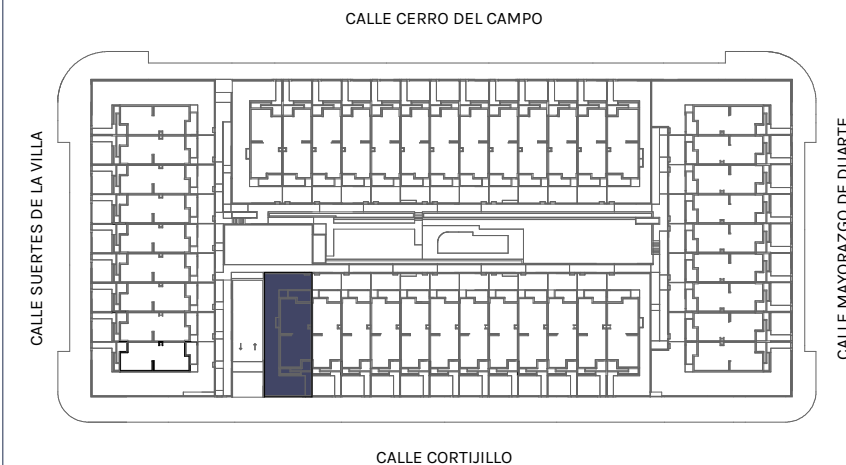 CALLE CERRO DEL CAMPO
CALLE SUERTES DE LA VILLA
CALLE MAYORAZGO DE DUARTE
CALLE CORTIJILLO